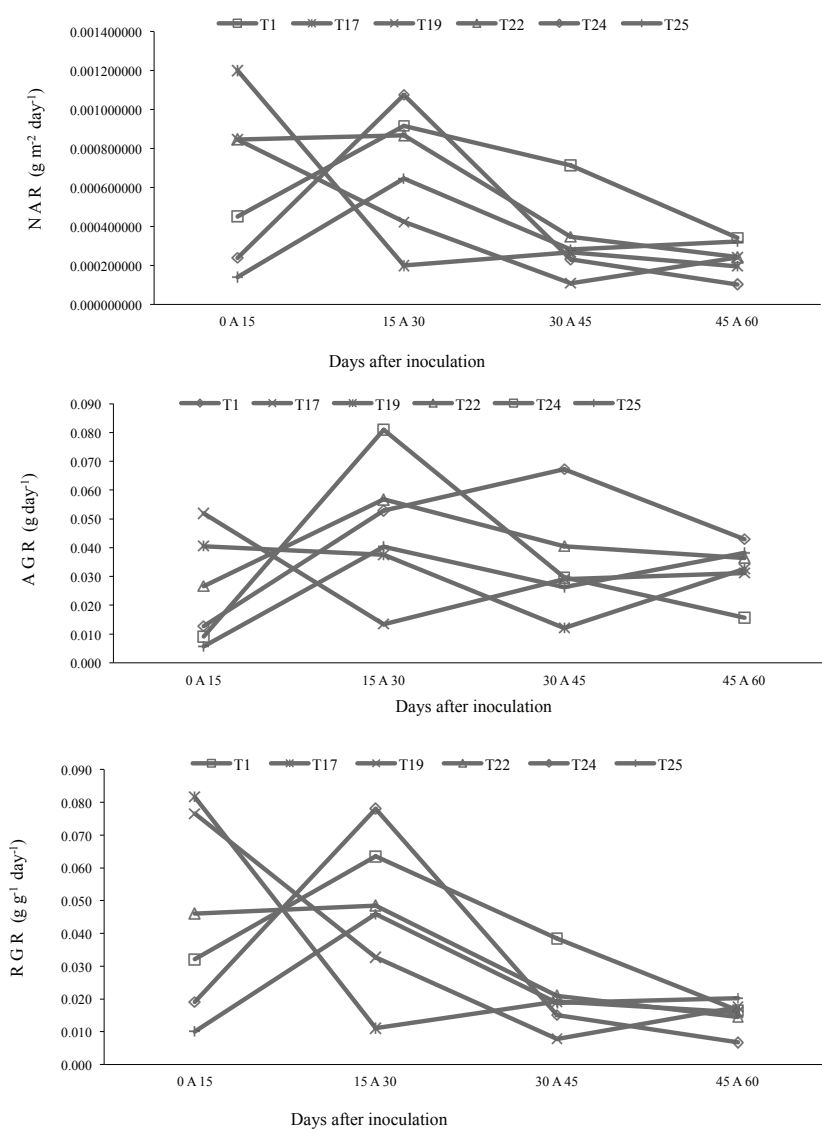 T1 T17 T19 T22 T24 T25
0.001400000
0.001200000
0.001000000
0.000800000
0.000600000
0.000400000
0.000200000
0.000000000
N A R (g m⁻² day⁻¹)
0 A 15 15 A 30 30 A 45 45 A 60
Days after inoculation
T1 T17 T19 T22 T24 T25
0.090
0.080
0.070
0.060
0.050
0.040
0.030
0.020
0.010
0.000
A G R (g day⁻¹)
0 A 15 15 A 30 30 A 45 45 A 60
Days after inoculation
T1 T17 T19 T22 T24 T25
0.090
0.080
0.070
0.060
0.050
0.040
0.030
0.020
0.010
0.000
R G R (g g⁻¹ day⁻¹)
0 A 15 15 A 30 30 A 45 45 A 60
Days after inoculation